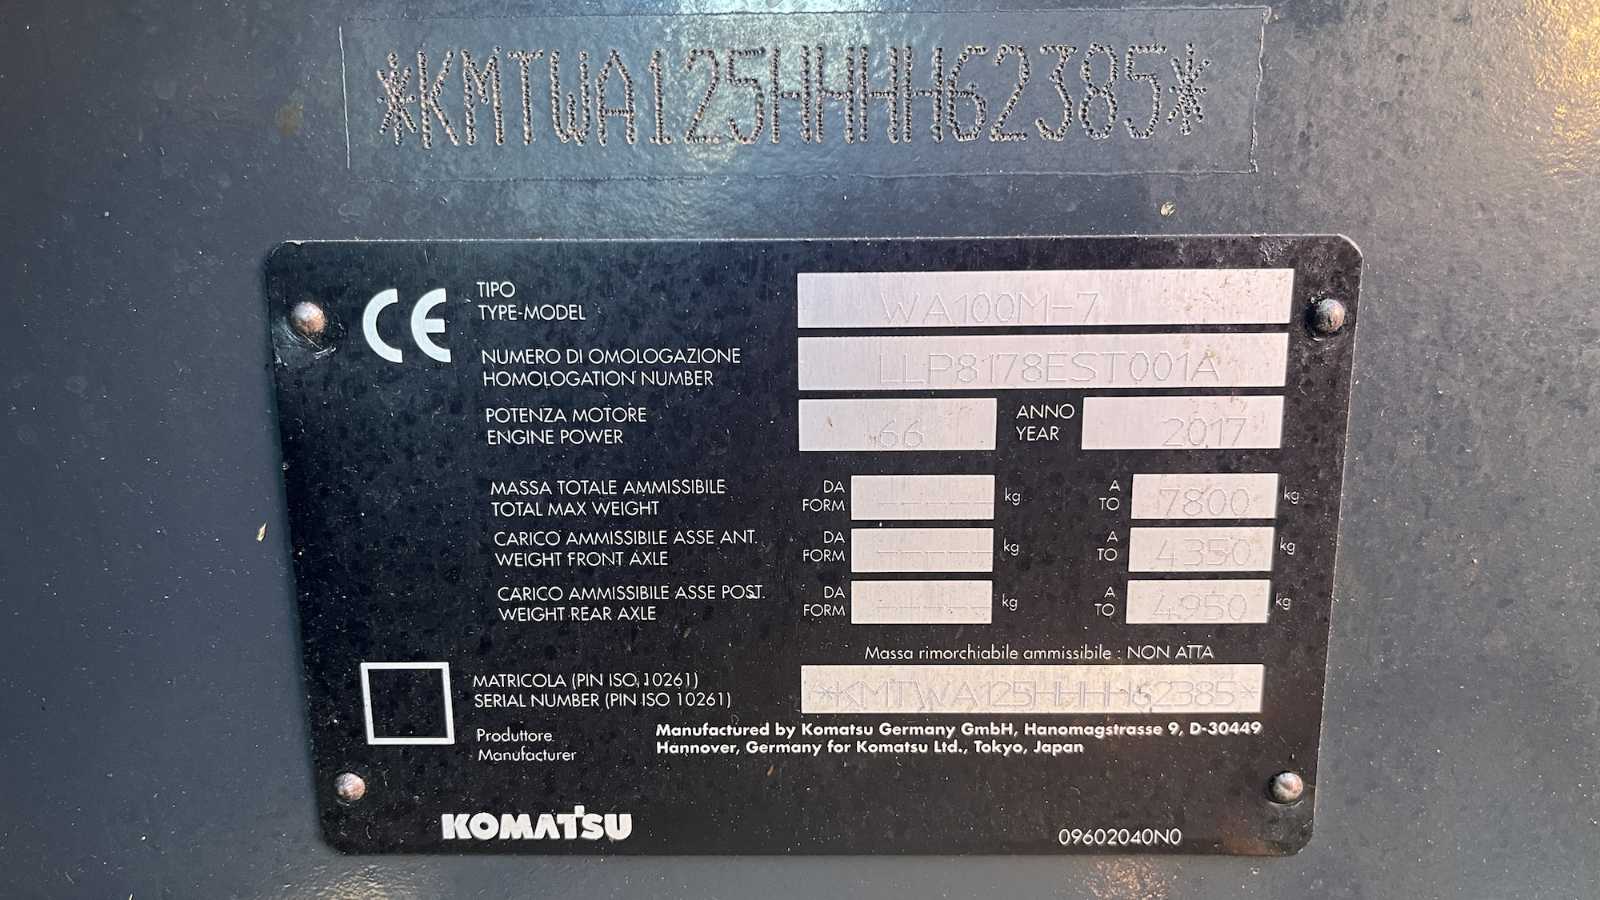 *KMTWA125HHHH62385*
CE
TIPO
TYPE-MODEL
WA100M-7
NUMERO DI OMOLOGAZIONE
HOMOLOGATION NUMBER
LLP8178EST001A
POTENZA MOTORE
ENGINE POWER
66
ANNO
YEAR
2017
MASSA TOTALE AMMISSIBILE
TOTAL MAX WEIGHT
DA
FORM
------ kg
A
TO
7800 kg
CARICO AMMISSIBILE ASSE ANT.
WEIGHT FRONT AXLE
DA
FORM
------ kg
A
TO
4350 kg
CARICO AMMISSIBILE ASSE POST.
WEIGHT REAR AXLE
DA
FORM
------ kg
A
TO
4950 kg
Massa rimorchiabile ammissibile : NON ATTA
MATRICOLA (PIN ISO 10261)
SERIAL NUMBER (PIN ISO 10261)
*KMTWA125HHHH62385*
Produttore
Manufacturer
Manufactured by Komatsu Germany GmbH, Hanomagstrasse 9, D-30449
Hannover, Germany for Komatsu Ltd., Tokyo, Japan
KOMATSU
09602040N0